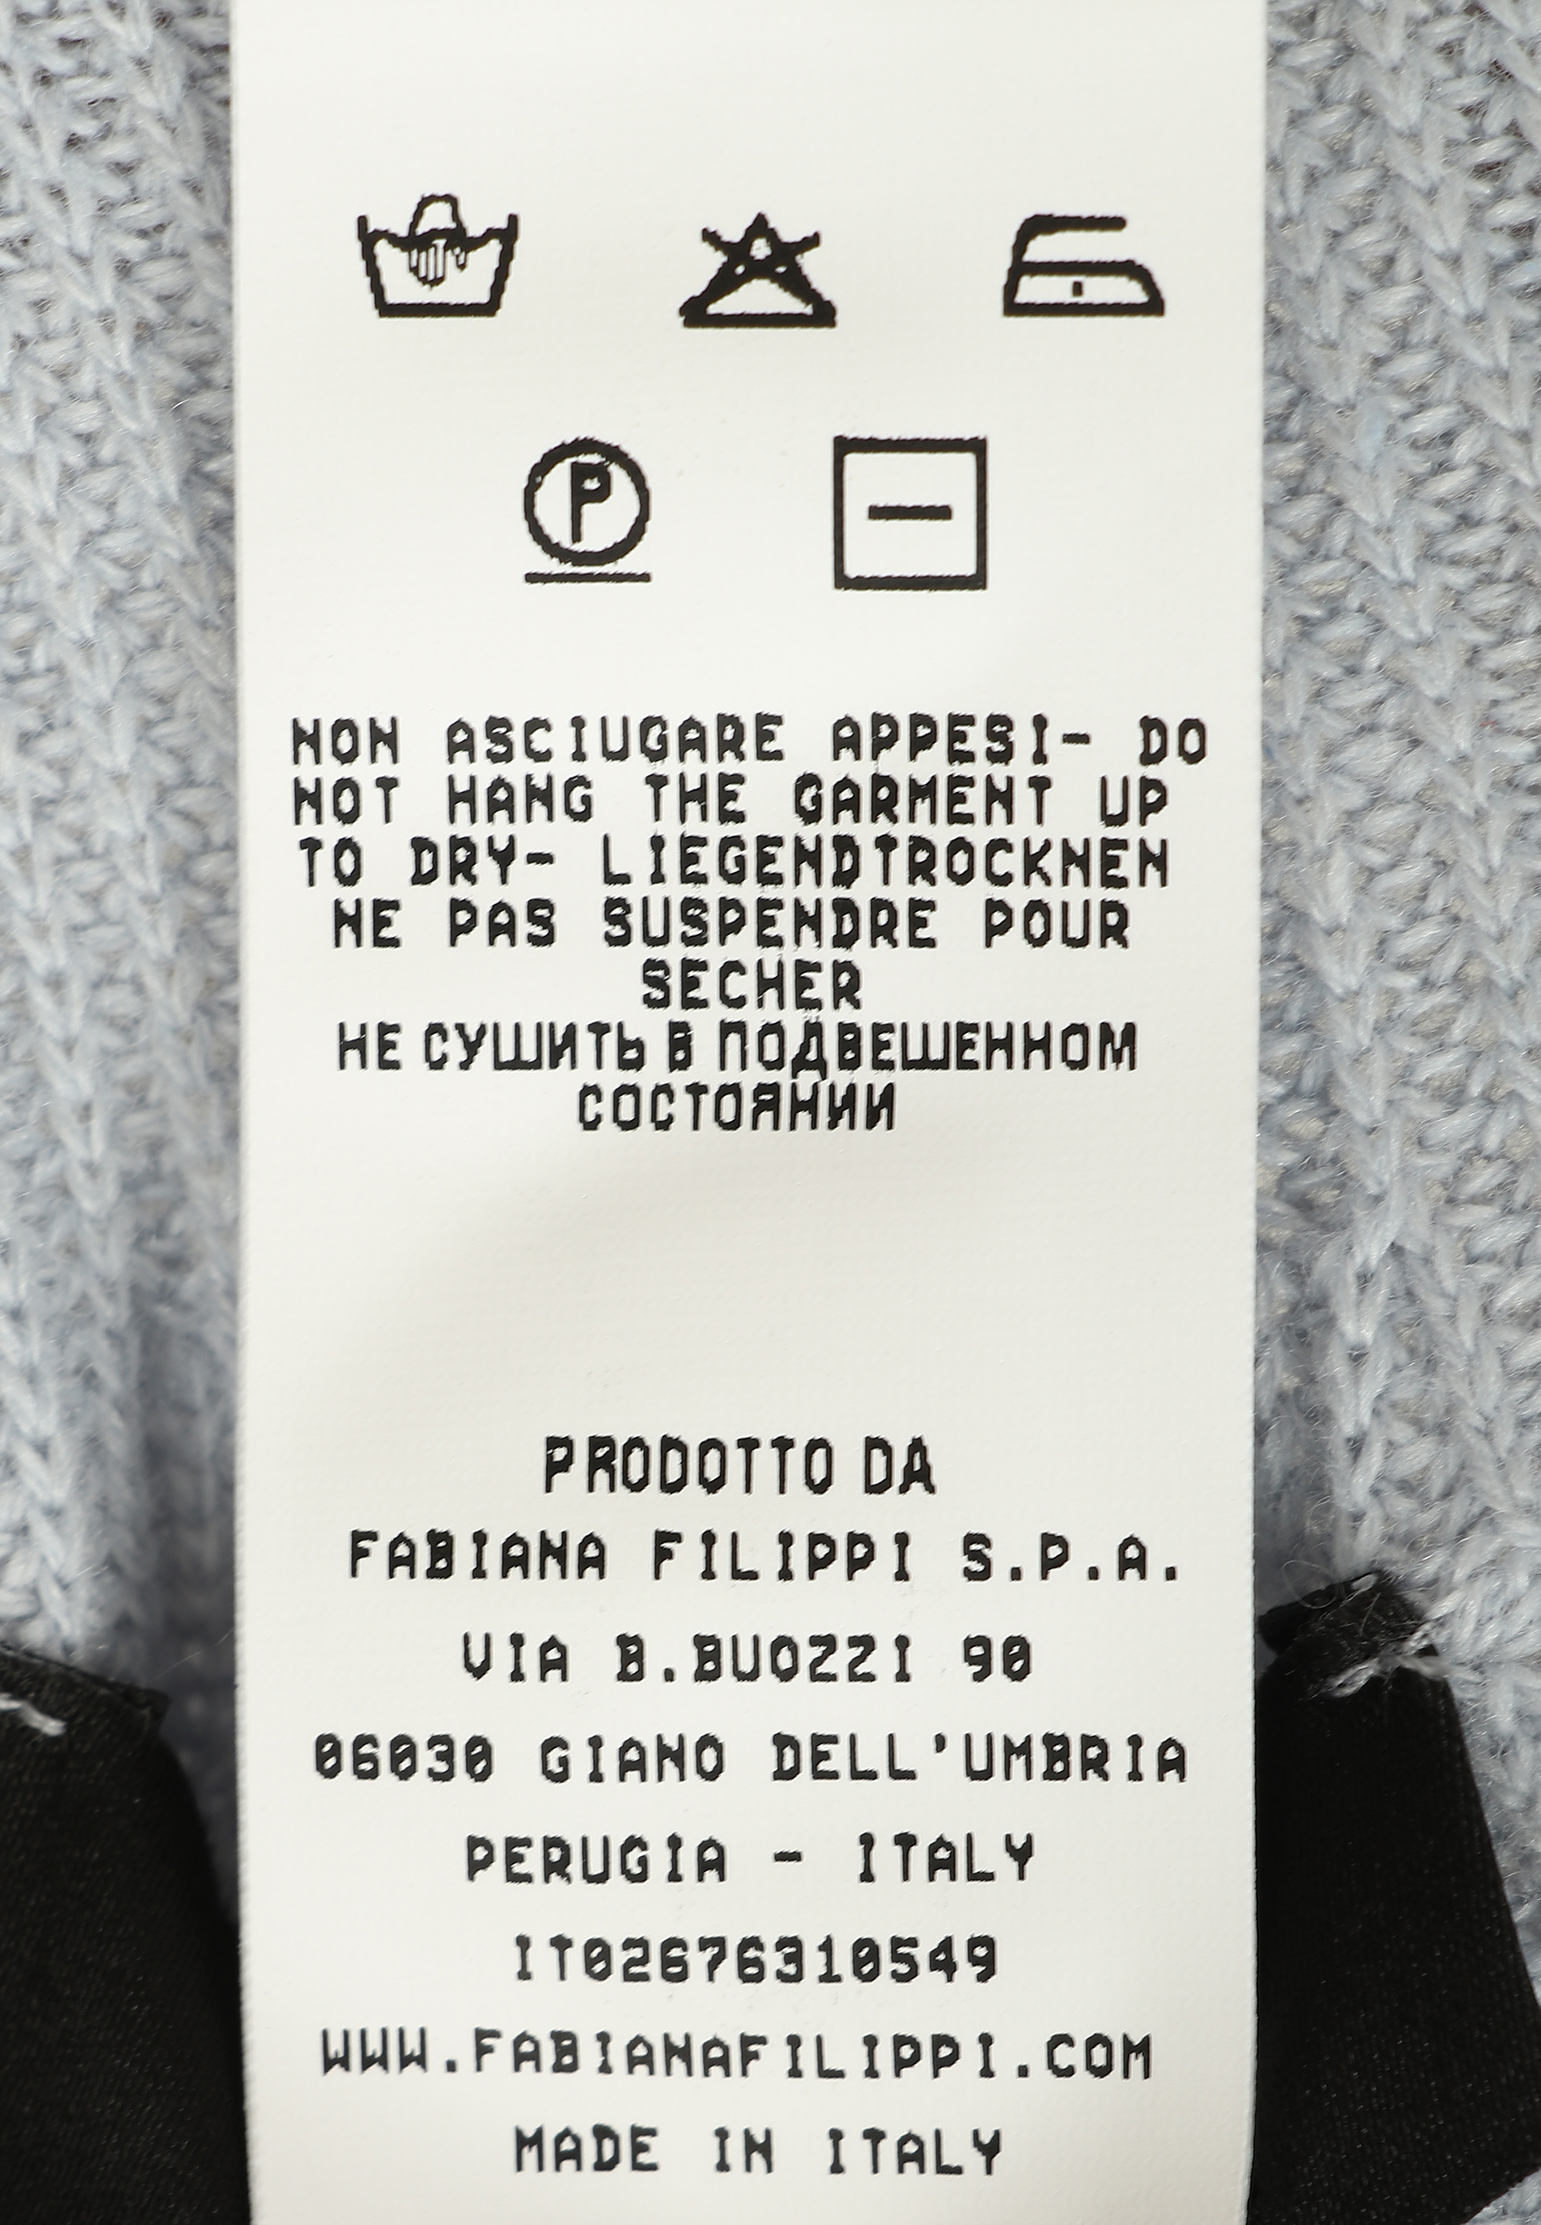 P
NON ASCIUGARE APPESI- DO
NOT HANG THE GARMENT UP
TO DRY- LIEGENDTROCKNEN
NE PAS SUSPENDRE POUR
SECHER
НЕ СУШИТЬ В ПОДВЕШЕННОМ
СОСТОЯНИИ
PRODOTTO DA
FABIANA FILIPPI S.P.A.
VIA B.BUOZZI 90
06030 GIANO DELL'UMBRIA
PERUGIA - ITALY
IT02676310549
WWW.FABIANAFILIPPI.COM
MADE IN ITALY